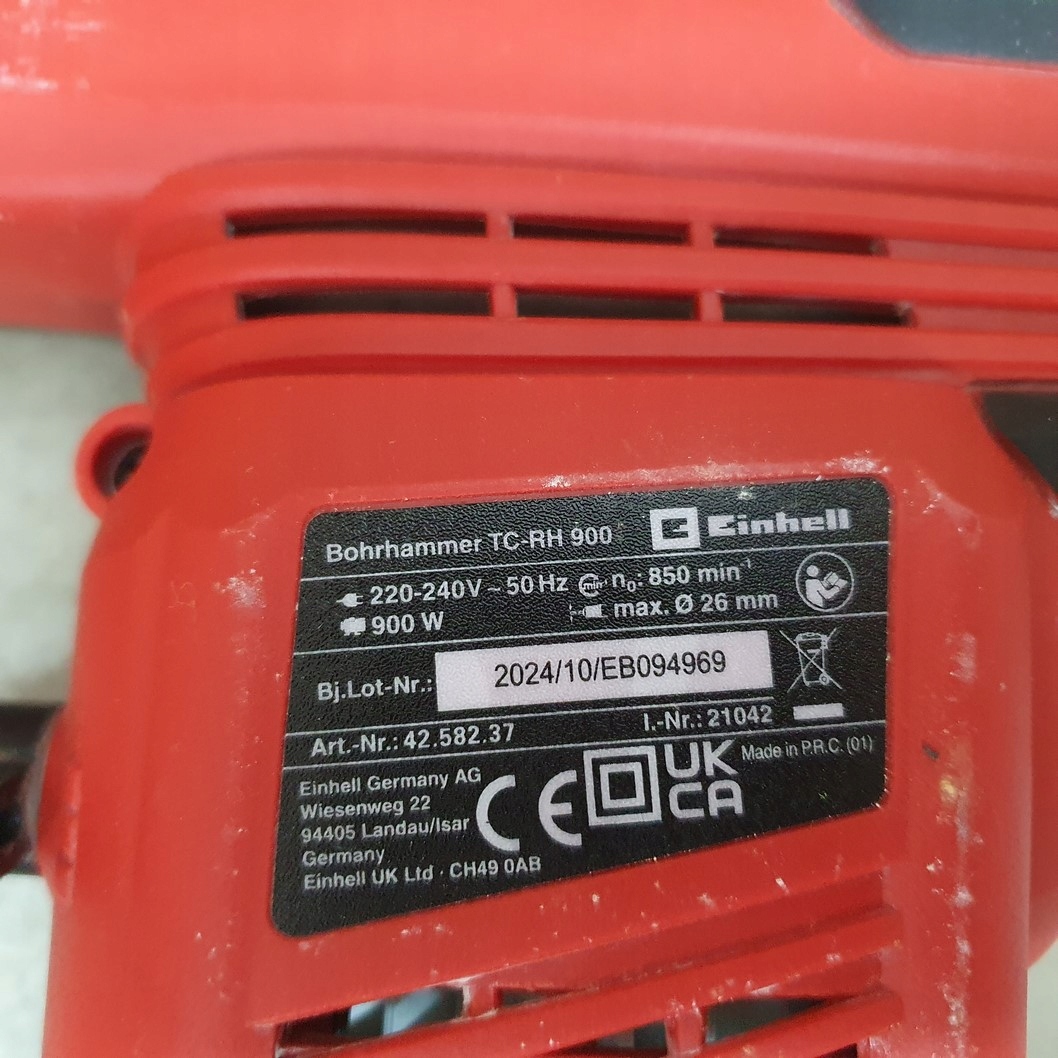 Bohrhammer TC-RH 900 Einhell
220-240V ~ 50 Hz min⁻¹ n₀: 850 min⁻¹
900 W max. Ø 26 mm
Bj.Lot-Nr.: 2024/10/EB094969
Art.-Nr.: 42.582.37 I.-Nr.: 21042
Einhell Germany AG
Wiesenweg 22
94405 Landau/Isar
Germany
Einhell UK Ltd · CH49 0AB
CE
UK
CA
Made in P.R.C. (01)